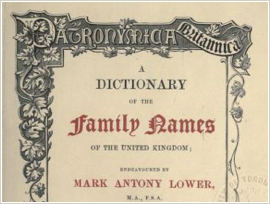 Patronymica Britannica
A
DICTIONARY
OF THE
Family Names
OF THE UNITED KINGDOM;
ENDEAVOURED BY
MARK ANTONY LOWER,
M.A., F.S.A.